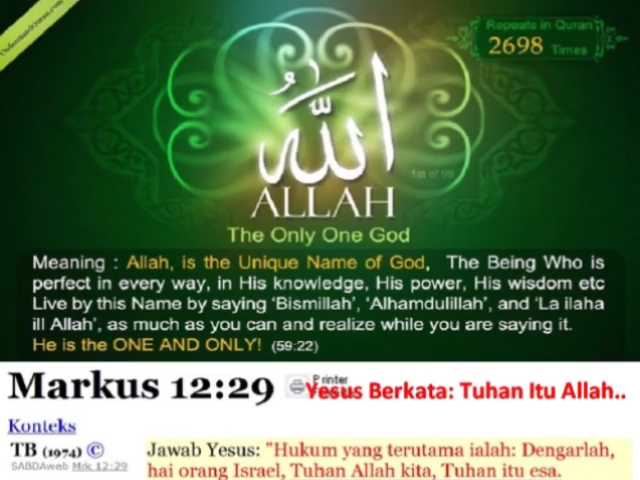 UnderstandQuran.com
Repeats in Quran
2698 Times
الله
1st of 99
ALLAH
The Only One God
Meaning : Allah, is the Unique Name of God, The Being Who is
perfect in every way, in His knowledge, His power, His wisdom etc
Live by this Name by saying ‘Bismillah’, ‘Alhamdulillah’, and ‘La ilaha
ill Allah’, as much as you can and realize while you are saying it.
He is the ONE AND ONLY! (59:22)
Markus 12:29 Printer Yesus Berkata: Tuhan Itu Allah..
Konteks
TB (1974) © Jawab Yesus: "Hukum yang terutama ialah: Dengarlah,
SABDAweb Mrk 12:29 hai orang Israel, Tuhan Allah kita, Tuhan itu esa.